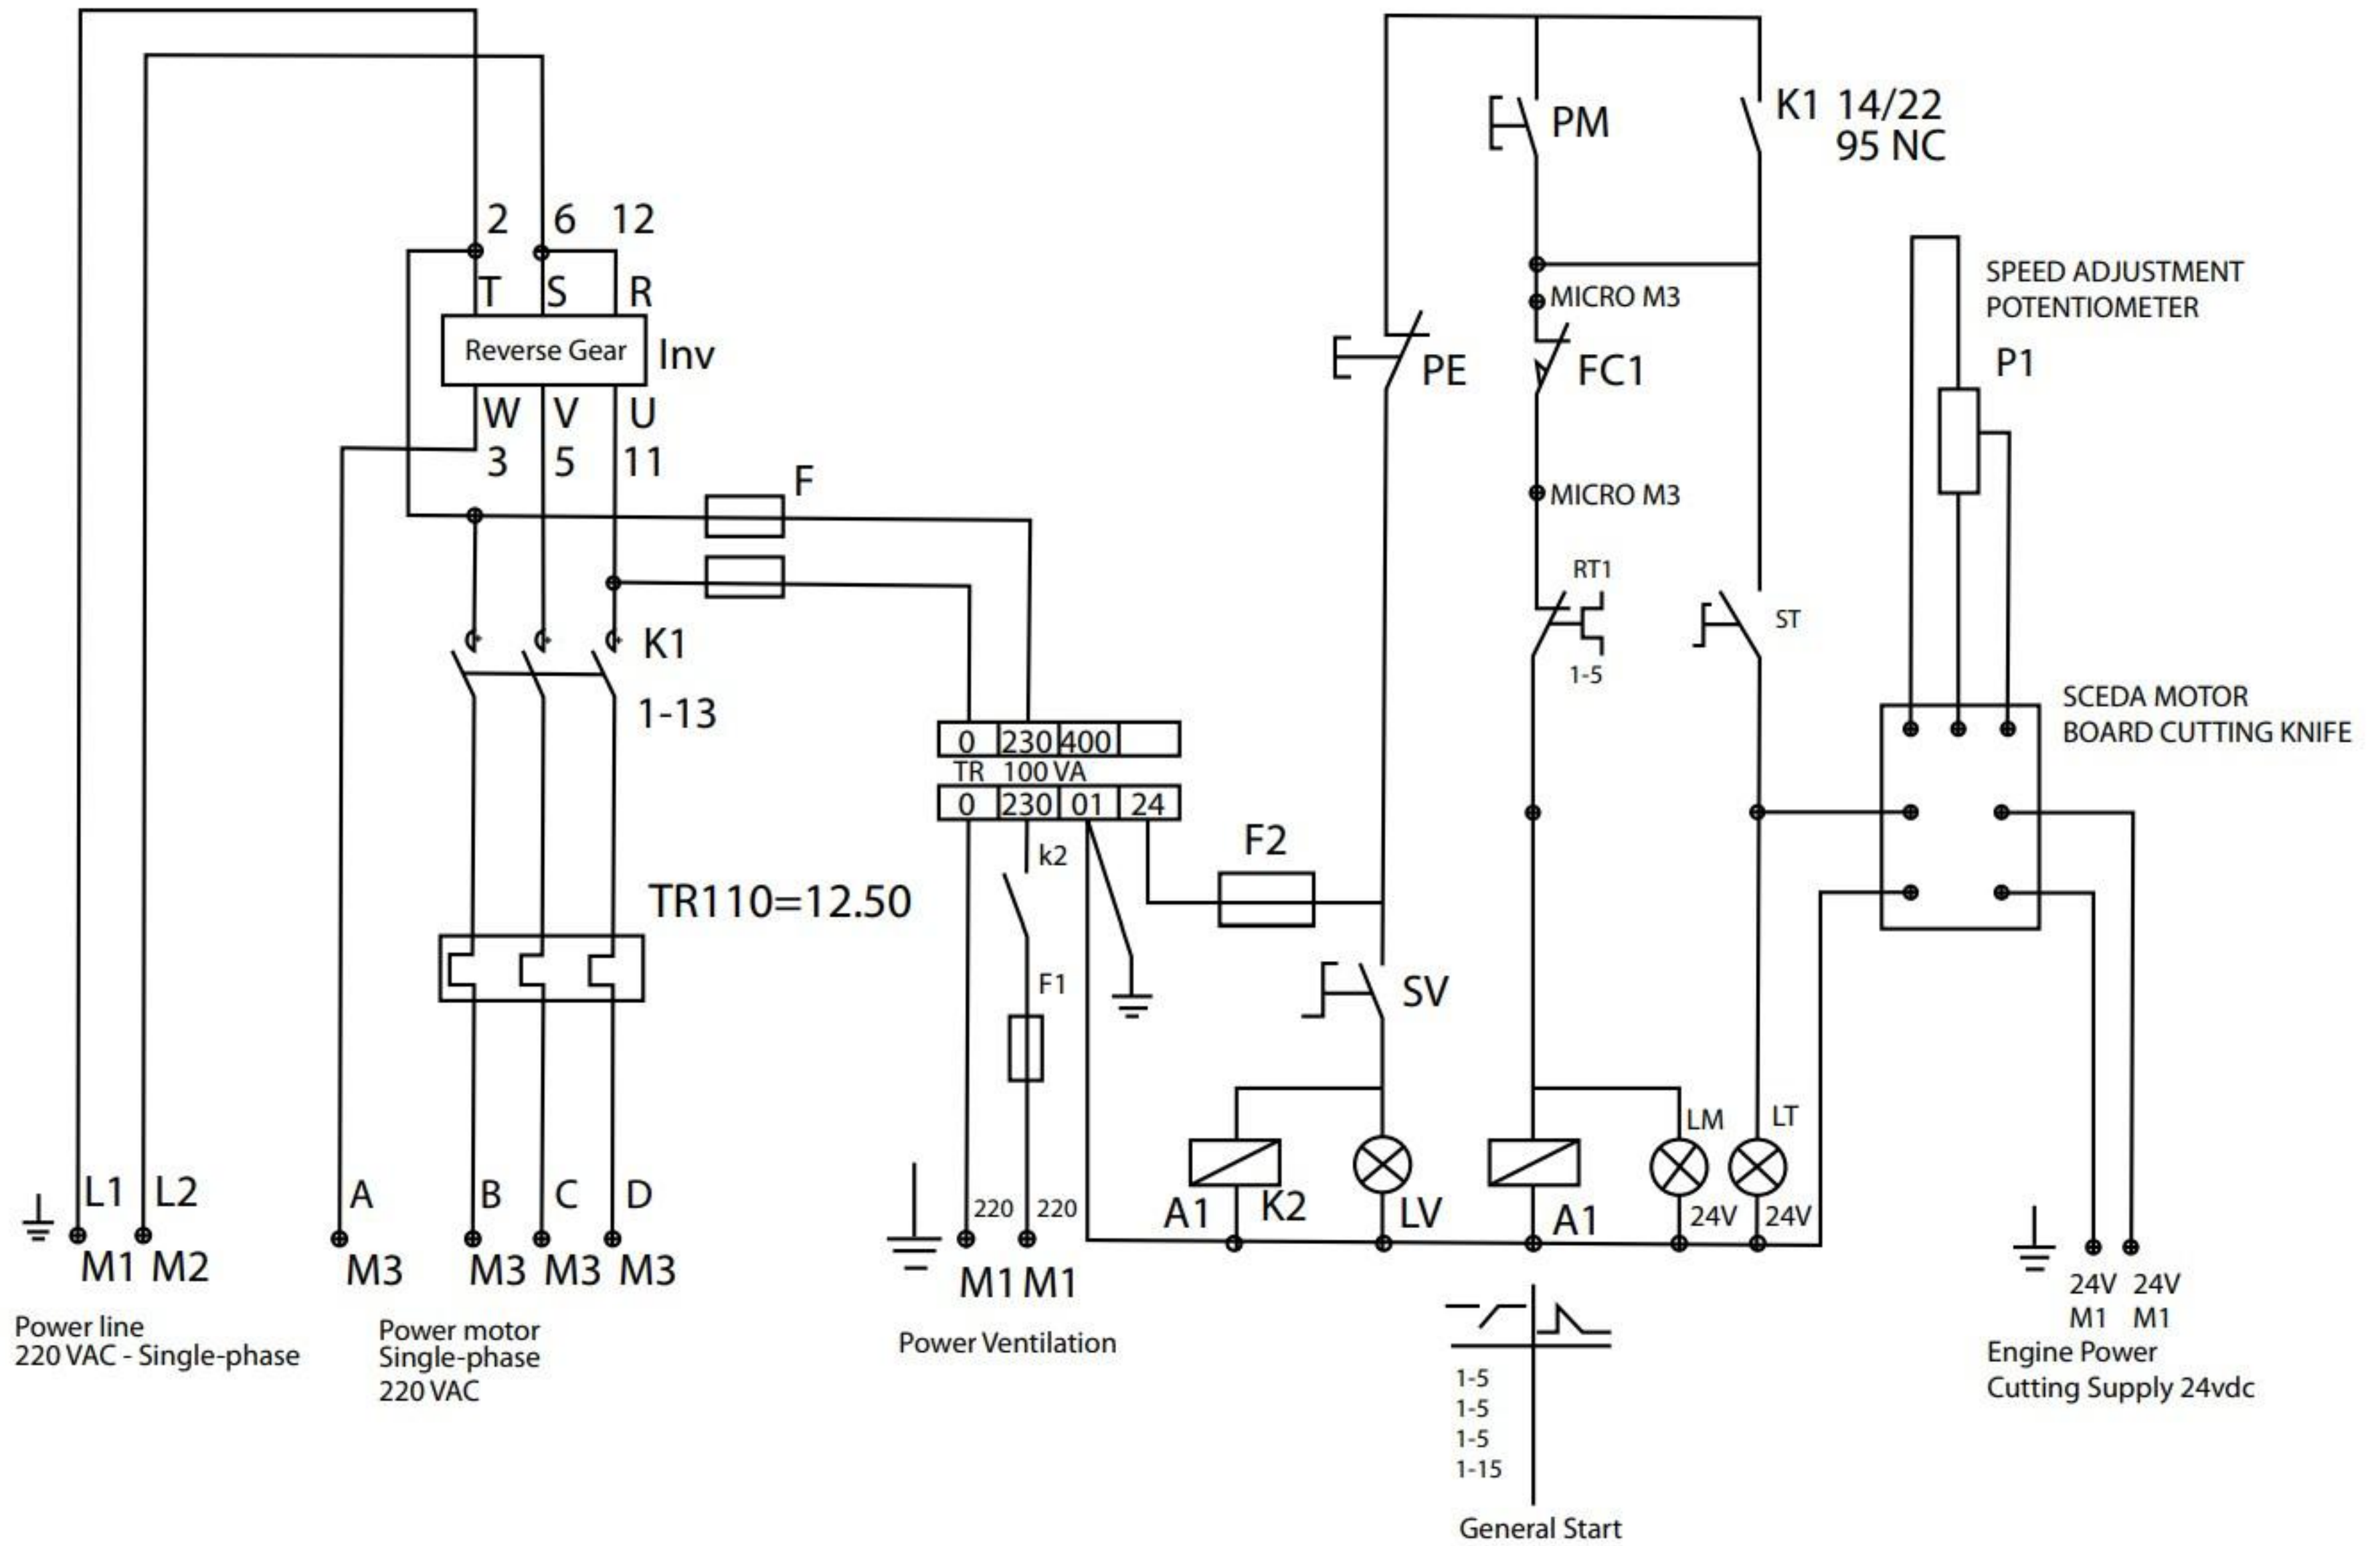 K1 14/22
95 NC
PM
2 6 12
T S R
Reverse Gear
Inv
W V U
3 5 11
F
K1
1-13
TR110=12.50
MICRO M3
PE
FC1
MICRO M3
RT1
1-5
ST
SPEED ADJUSTMENT
POTENTIOMETER
P1
SCEDA MOTOR
BOARD CUTTING KNIFE
0 230 400
TR 100 VA
0 230 01 24
k2
F1
F2
SV
LM
LT
A1 K2
LV
A1
24V 24V
L1 L2
M1 M2
Power line
220 VAC - Single-phase
A B C D
M3 M3 M3 M3
Power motor
Single-phase
220 VAC
220 220
M1 M1
Power Ventilation
1-5
1-5
1-5
1-15
General Start
24V 24V
M1 M1
Engine Power
Cutting Supply 24vdc